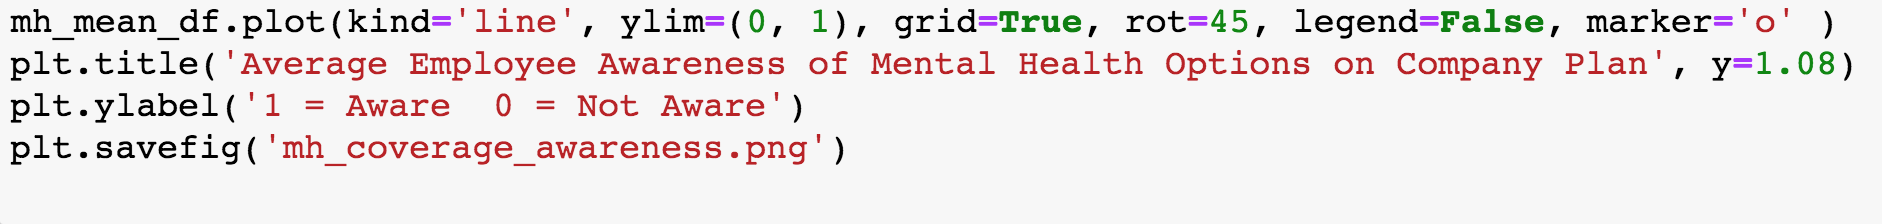 mh_mean_df.plot(kind='line', ylim=(0, 1), grid=True, rot=45, legend=False, marker='o' )
plt.title('Average Employee Awareness of Mental Health Options on Company Plan', y=1.08)
plt.ylabel('1 = Aware  0 = Not Aware')
plt.savefig('mh_coverage_awareness.png')